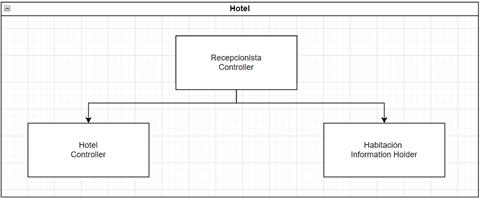 Hotel
Recepcionista
Controller
Hotel
Controller
Habitación
Information Holder